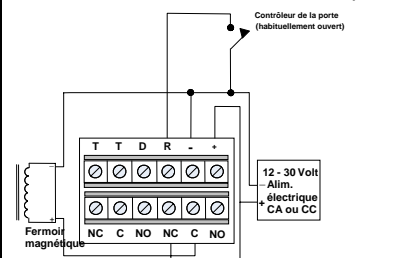 Contrôleur de la porte
(habituellement ouvert)
T T D R - +
12 - 30 Volt
Alim.
électrique
CA ou CC
- +
- +
Fermoir
magnétique
NC C NO NC C NO